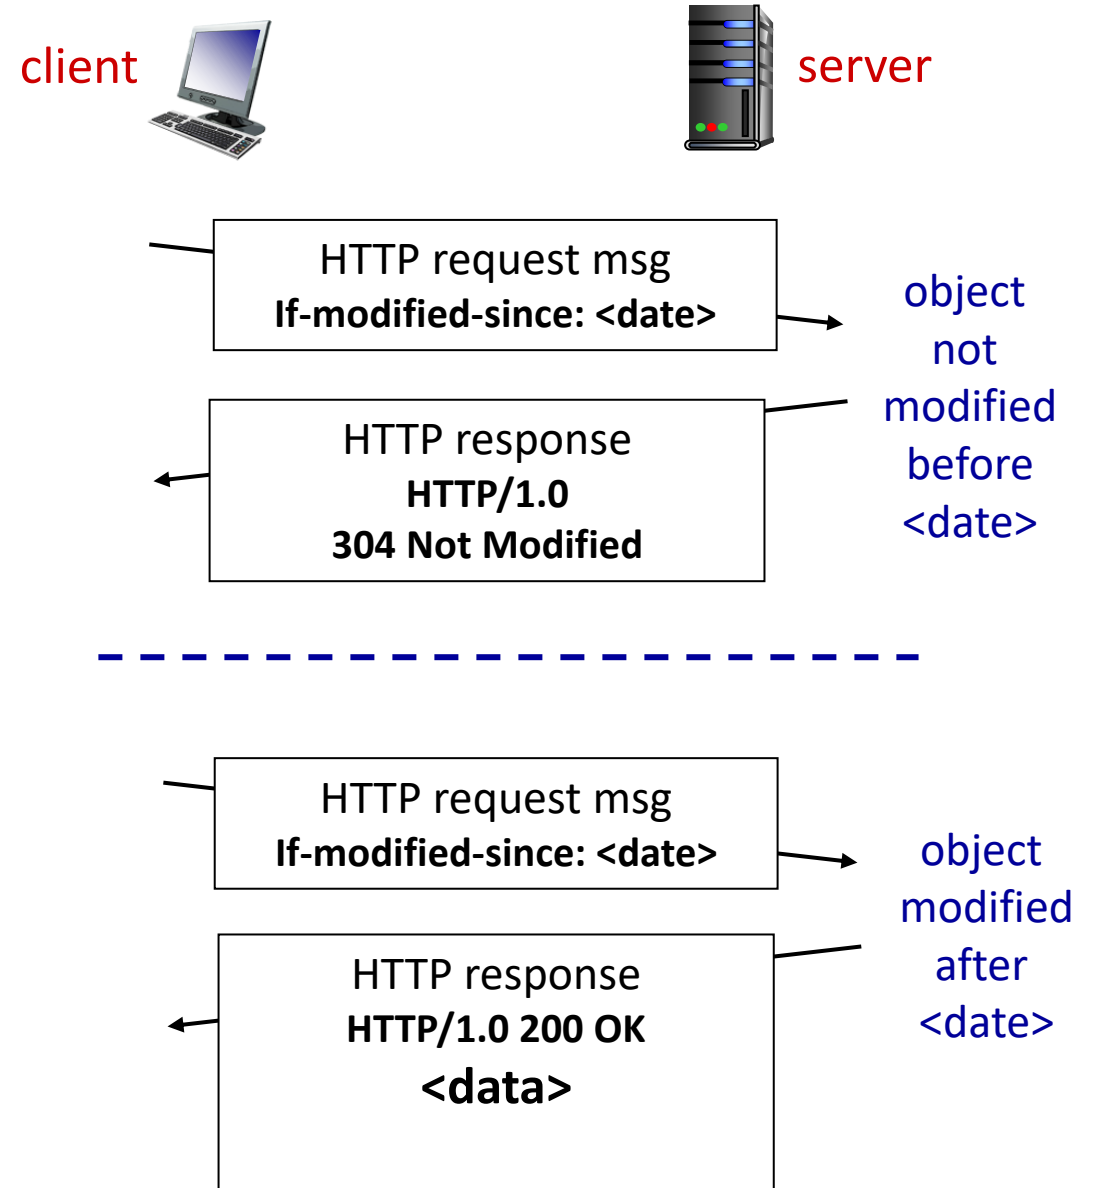 client
server
HTTP request msg
If-modified-since: <date>
object
not
modified
before
<date>
HTTP response
HTTP/1.0
304 Not Modified
HTTP request msg
If-modified-since: <date>
object
modified
after
<date>
HTTP response
HTTP/1.0 200 OK
<data>